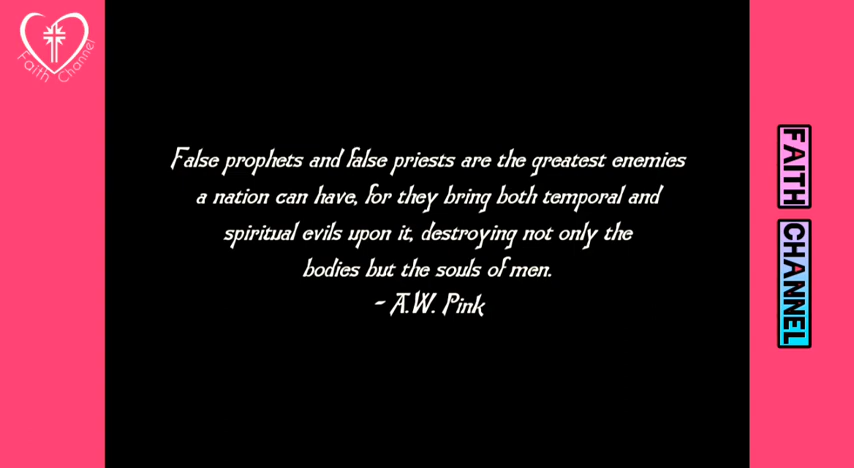 Faith Channel
False prophets and false priests are the greatest enemies
a nation can have, for they bring both temporal and
spiritual evils upon it, destroying not only the
bodies but the souls of men.
- A.W. Pink
FAITH CHANNEL